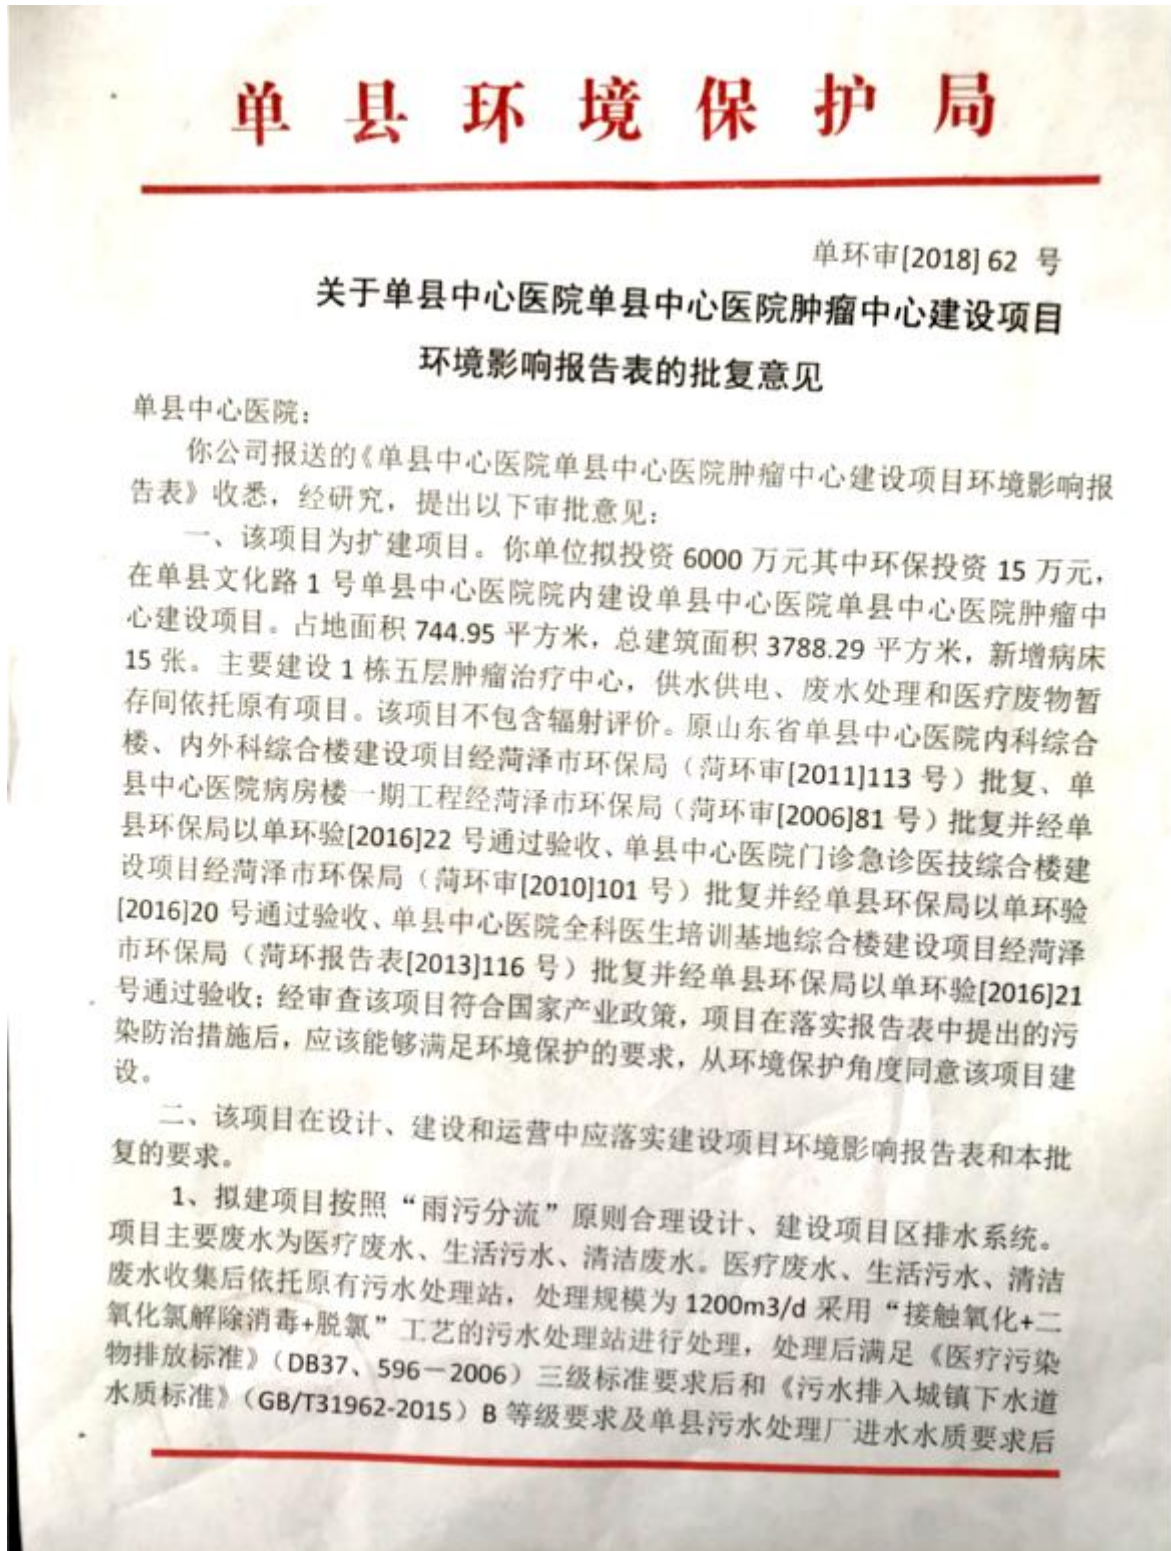 单县环境保护局
单环审[2018] 62 号
关于单县中心医院单县中心医院肿瘤中心建设项目
环境影响报告表的批复意见
单县中心医院：
你公司报送的《单县中心医院单县中心医院肿瘤中心建设项目环境影响报
告表》收悉，经研究，提出以下审批意见：
一、该项目为扩建项目。你单位拟投资 6000 万元其中环保投资 15 万元，
在单县文化路 1 号单县中心医院院内建设单县中心医院单县中心医院肿瘤中
心建设项目。占地面积 744.95 平方米，总建筑面积 3788.29 平方米，新增病床
15 张。主要建设 1 栋五层肿瘤治疗中心，供水供电、废水处理和医疗废物暂
存间依托原有项目。该项目不包含辐射评价。原山东省单县中心医院内科综合
楼、内外科综合楼建设项目经菏泽市环保局（菏环审[2011]113 号）批复、单
县中心医院病房楼一期工程经菏泽市环保局（菏环审[2006]81 号）批复并经单
县环保局以单环验[2016]22 号通过验收、单县中心医院门诊急诊医技综合楼建
设项目经菏泽市环保局（菏环审[2010]101 号）批复并经单县环保局以单环验
[2016]20 号通过验收、单县中心医院全科医生培训基地综合楼建设项目经菏泽
市环保局（菏环报告表[2013]116 号）批复并经单县环保局以单环验[2016]21
号通过验收；经审查该项目符合国家产业政策，项目在落实报告表中提出的污
染防治措施后，应该能够满足环境保护的要求，从环境保护角度同意该项目建
设。
二、该项目在设计、建设和运营中应落实建设项目环境影响报告表和本批
复的要求。
1、拟建项目按照“雨污分流”原则合理设计、建设项目区排水系统。
项目主要废水为医疗废水、生活污水、清洁废水。医疗废水、生活污水、清洁
废水收集后依托原有污水处理站，处理规模为 1200m3/d 采用“接触氧化+二
氧化氯解除消毒+脱氯”工艺的污水处理站进行处理，处理后满足《医疗污染
物排放标准》（DB37、596－2006）三级标准要求后和《污水排入城镇下水道
水质标准》（GB/T31962-2015）B 等级要求及单县污水处理厂进水水质要求后